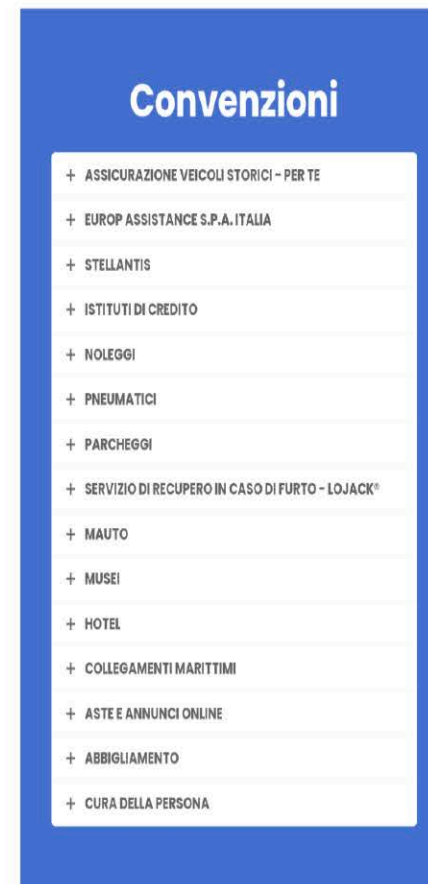 Convenzioni
+ ASSICURAZIONE VEICOLI STORICI - PER TE
+ EUROP ASSISTANCE S.P.A. ITALIA
+ STELLANTIS
+ ISTITUTI DI CREDITO
+ NOLEGGI
+ PNEUMATICI
+ PARCHEGGI
+ SERVIZIO DI RECUPERO IN CASO DI FURTO - LOJACK®
+ MAUTO
+ MUSEI
+ HOTEL
+ COLLEGAMENTI MARITTIMI
+ ASTE E ANNUNCI ONLINE
+ ABBIGLIAMENTO
+ CURA DELLA PERSONA